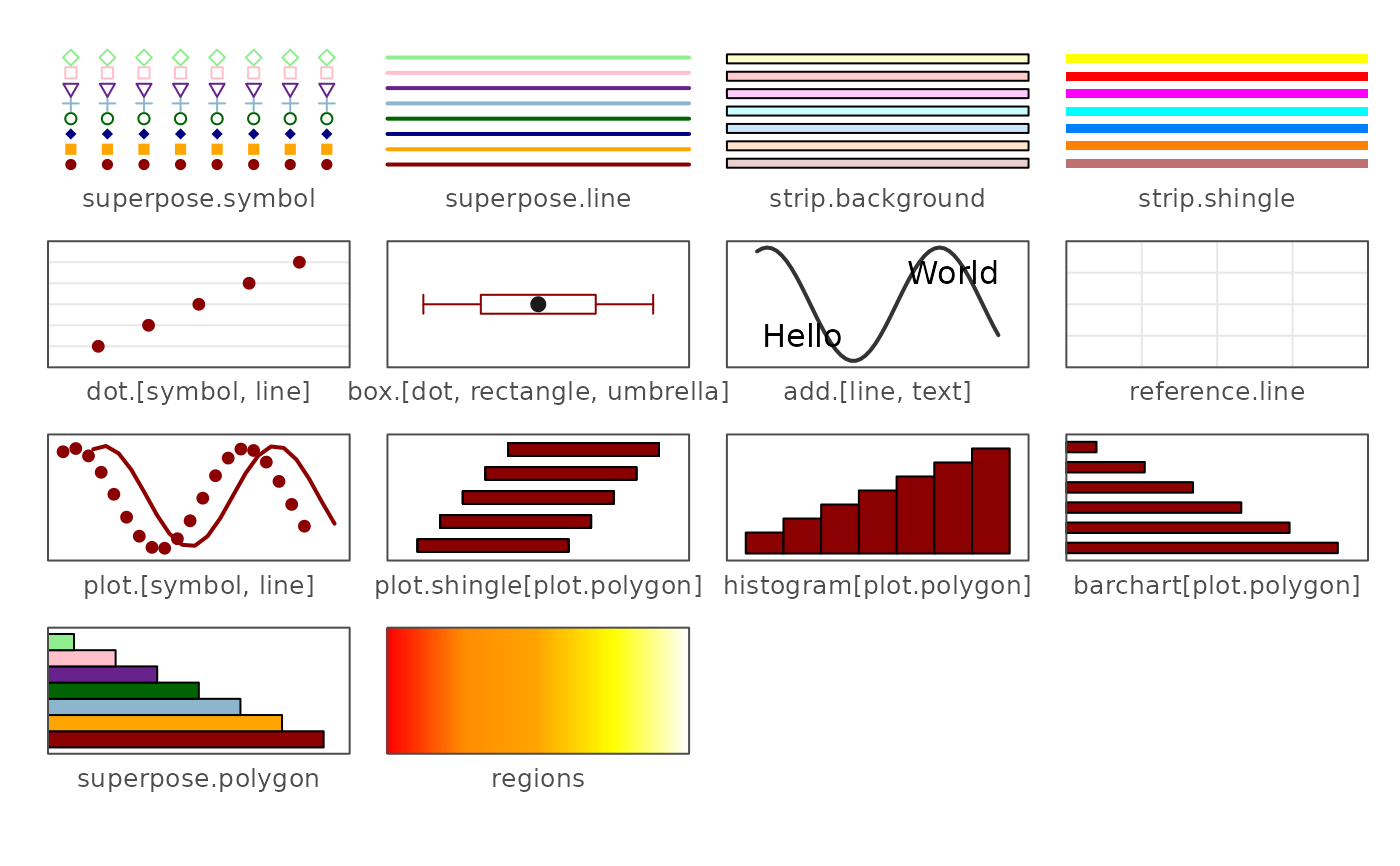 superpose.symbol
superpose.line
strip.background
strip.shingle
World
Hello
dot.[symbol, line]
box.[dot, rectangle, umbrella]
add.[line, text]
reference.line
plot.[symbol, line]
plot.shingle[plot.polygon]
histogram[plot.polygon]
barchart[plot.polygon]
superpose.polygon
regions